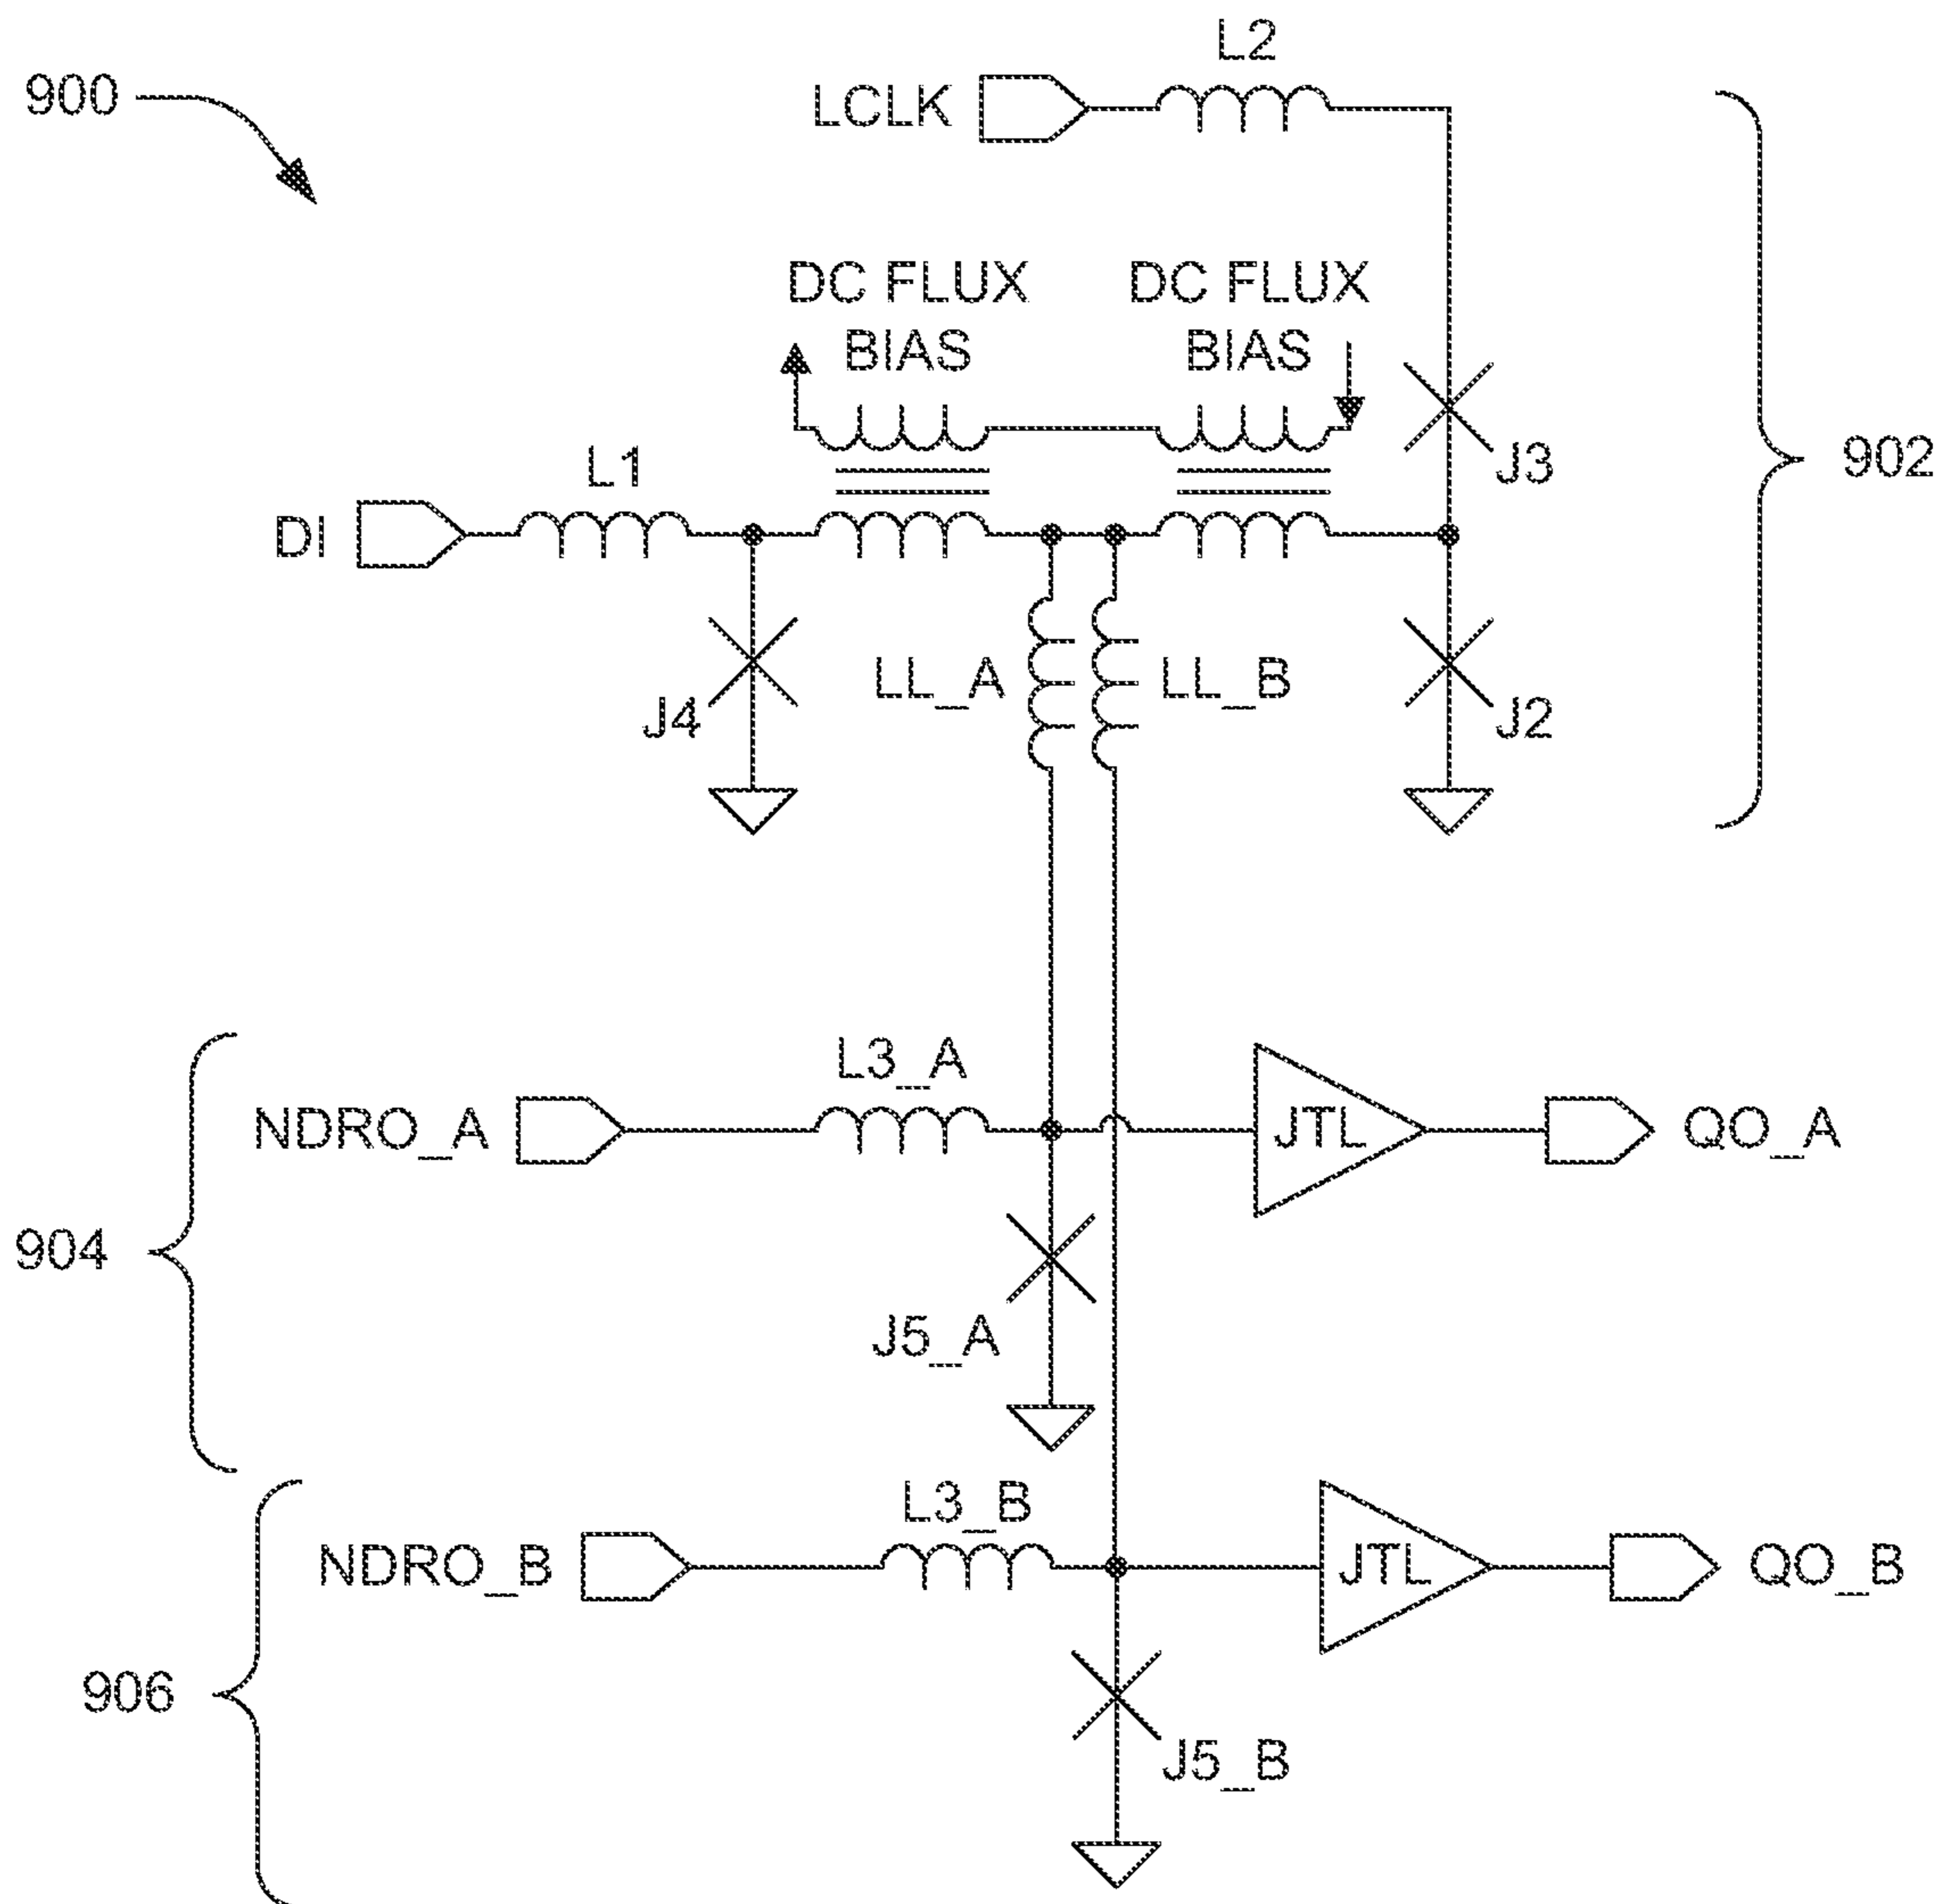 L2
900
LCLK
DC FLUX
BIAS
DC FLUX
BIAS
L1
J3
902
DI
LL_A
LL_B
J4
J2
L3_A
NDRO_A
JTL
QO_A
904
J5_A
L3_B
NDRO_B
JTL
QO_B
906
J5_B